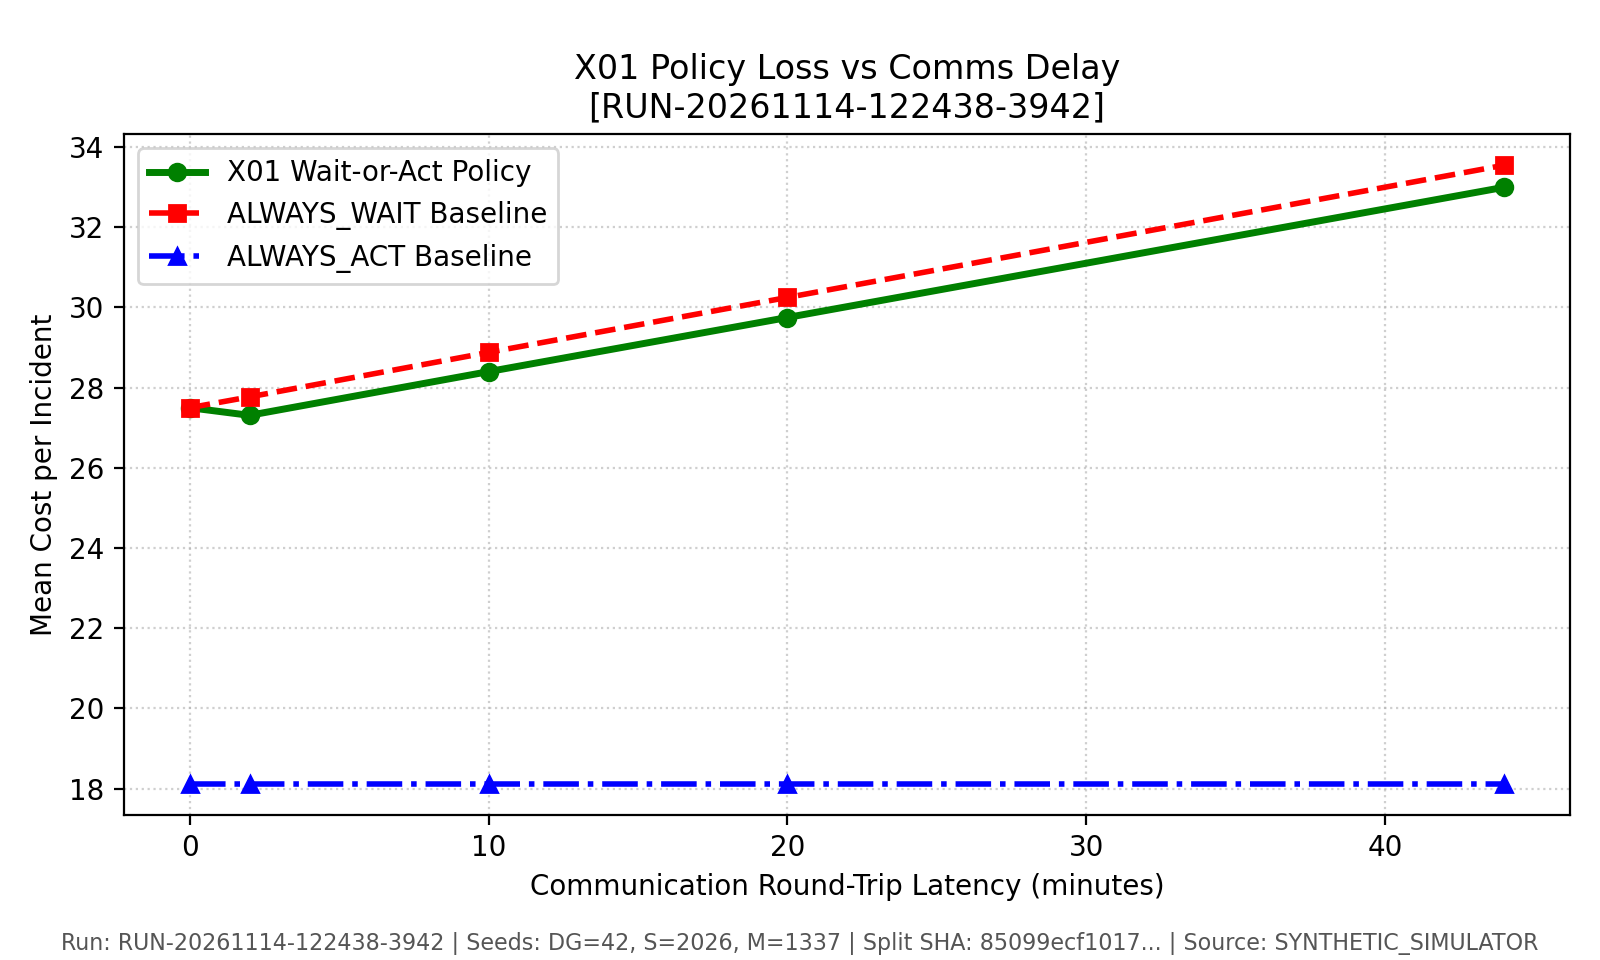 X01 Policy Loss vs Comms Delay
[RUN-20261114-122438-3942]
X01 Wait-or-Act Policy
ALWAYS_WAIT Baseline
ALWAYS_ACT Baseline
Mean Cost per Incident
34
32
30
28
26
24
22
20
18
0 10 20 30 40
Communication Round-Trip Latency (minutes)
Run: RUN-20261114-122438-3942 | Seeds: DG=42, S=2026, M=1337 | Split SHA: 85099ecf1017... | Source: SYNTHETIC_SIMULATOR